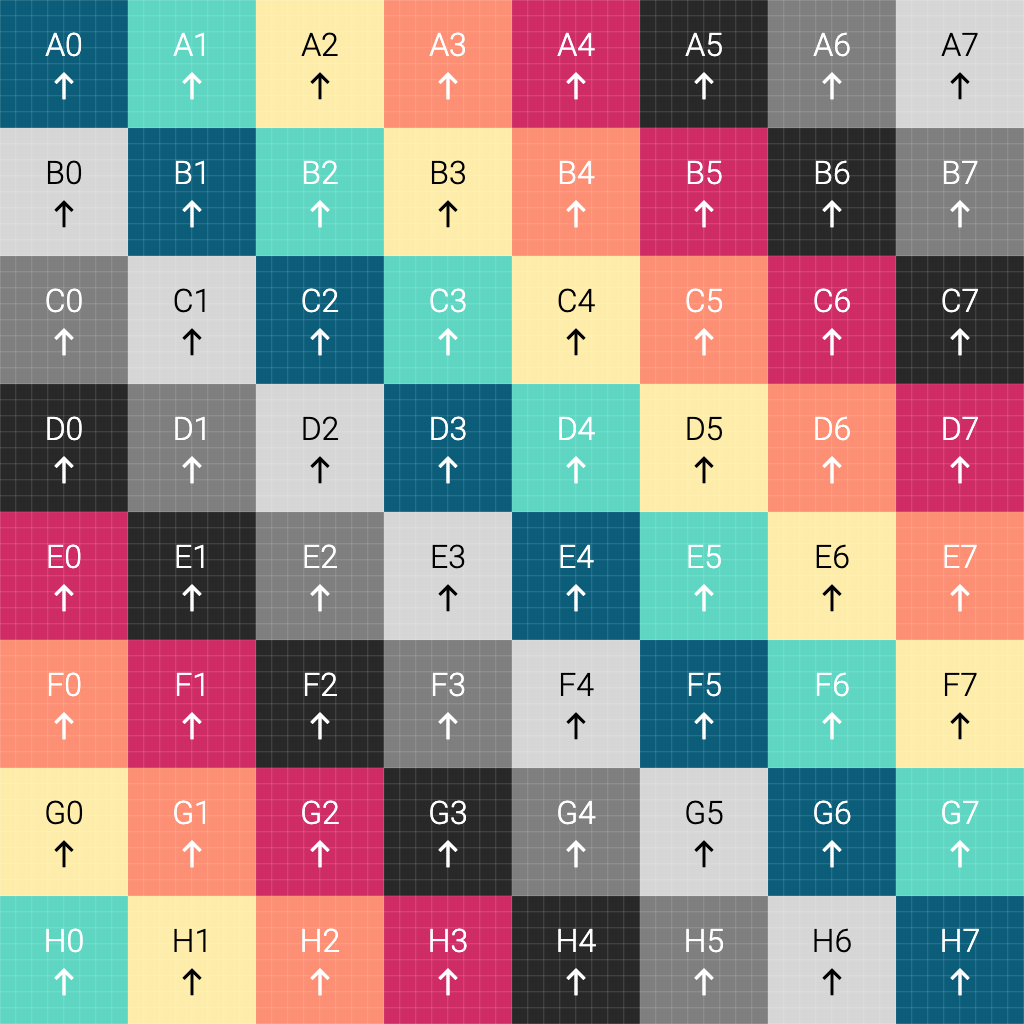 A0 A1 A2 A3 A4 A5 A6 A7
↑ ↑ ↑ ↑ ↑ ↑ ↑ ↑
B0 B1 B2 B3 B4 B5 B6 B7
↑ ↑ ↑ ↑ ↑ ↑ ↑ ↑
C0 C1 C2 C3 C4 C5 C6 C7
↑ ↑ ↑ ↑ ↑ ↑ ↑ ↑
D0 D1 D2 D3 D4 D5 D6 D7
↑ ↑ ↑ ↑ ↑ ↑ ↑ ↑
E0 E1 E2 E3 E4 E5 E6 E7
↑ ↑ ↑ ↑ ↑ ↑ ↑ ↑
F0 F1 F2 F3 F4 F5 F6 F7
↑ ↑ ↑ ↑ ↑ ↑ ↑ ↑
G0 G1 G2 G3 G4 G5 G6 G7
↑ ↑ ↑ ↑ ↑ ↑ ↑ ↑
H0 H1 H2 H3 H4 H5 H6 H7
↑ ↑ ↑ ↑ ↑ ↑ ↑ ↑